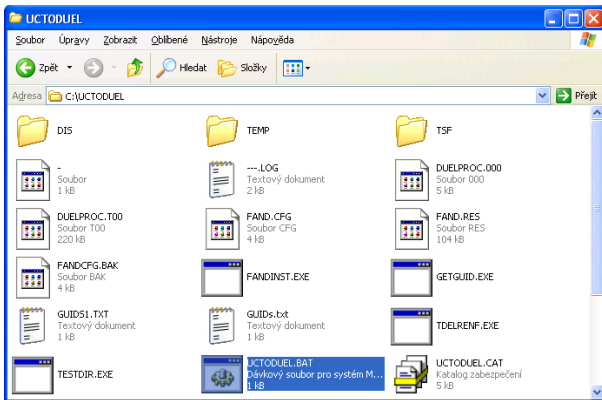 UCTODUEL
Soubor Úpravy Zobrazit Oblíbené Nástroje Nápověda
Zpět Hledat Složky
Adresa C:\UCTODUEL Přejít
DIS TEMP TSF
- ---.LOG DUELPROC.000
Soubor Textový dokument Soubor 000
1 kB 2 kB 5 kB
DUELPROC.T00 FAND.CFG FAND.RES
Soubor T00 Soubor CFG Soubor RES
220 kB 4 kB 104 kB
FANDCFG.BAK FANDINST.EXE GETGUID.EXE
Soubor BAK
4 kB
GUIDS1.TXT GUIDs.txt TDELRENF.EXE
Textový dokument Textový dokument
1 kB 1 kB
TESTDIR.EXE UCTODUEL.BAT UCTODUEL.CAT
Dávkový soubor pro systém M... Katalog zabezpečení
1 kB 5 kB